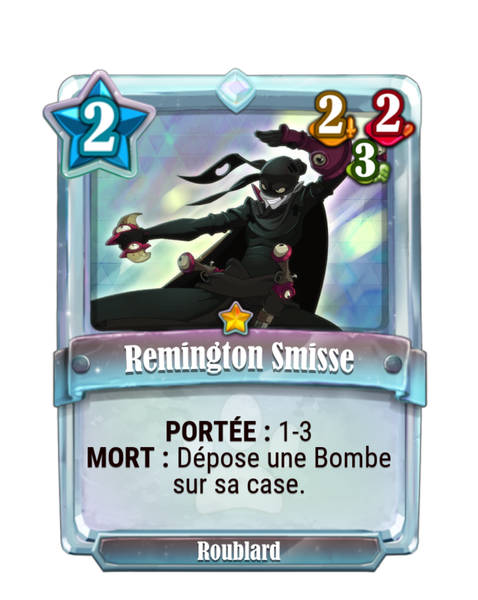 2
2
2
3
Remington Smisse
PORTÉE : 1-3
MORT : Dépose une Bombe
sur sa case.
Roublard